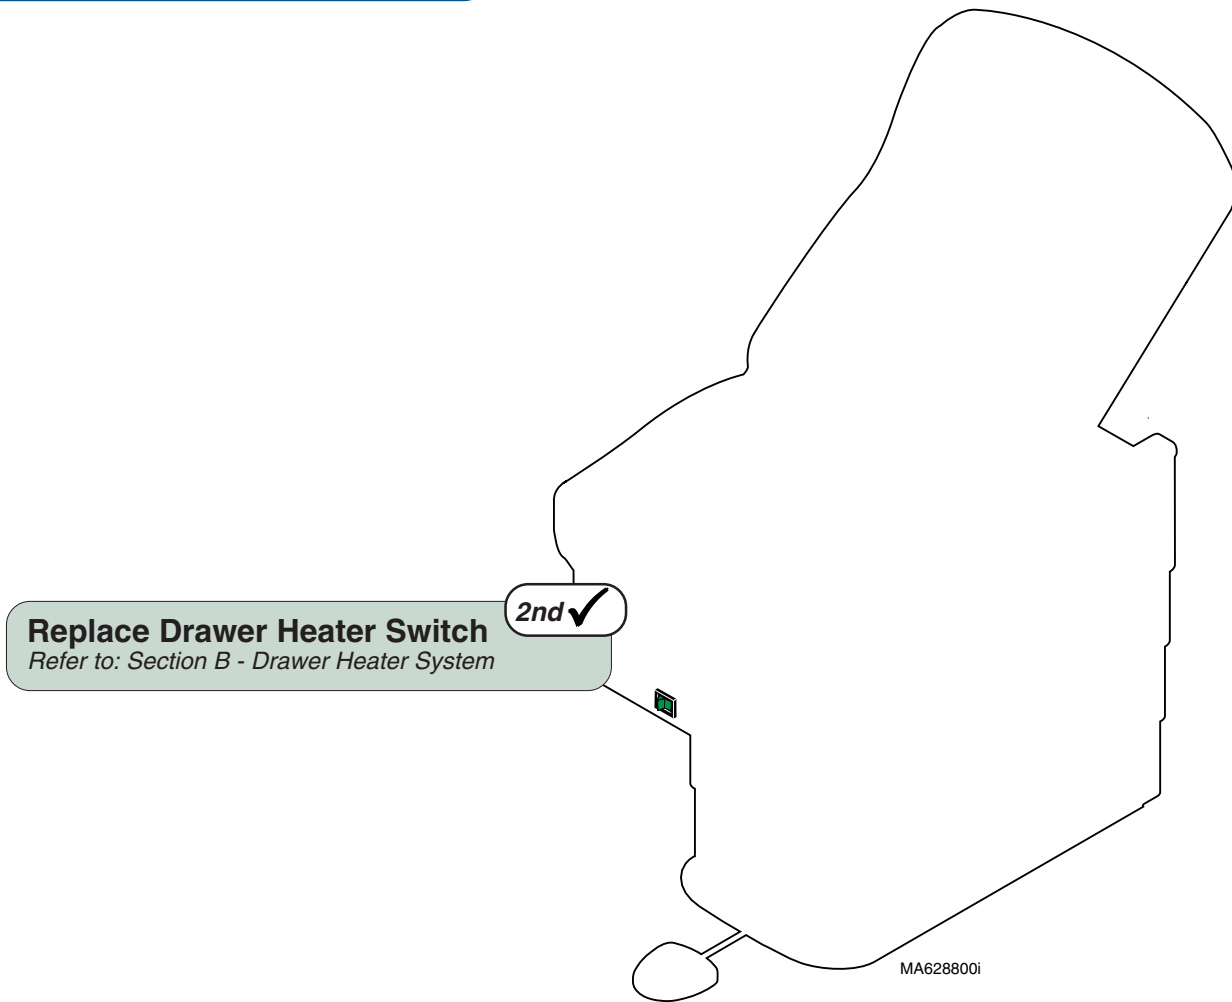 2nd ✓
Replace Drawer Heater Switch
Refer to: Section B - Drawer Heater System
MA628800i